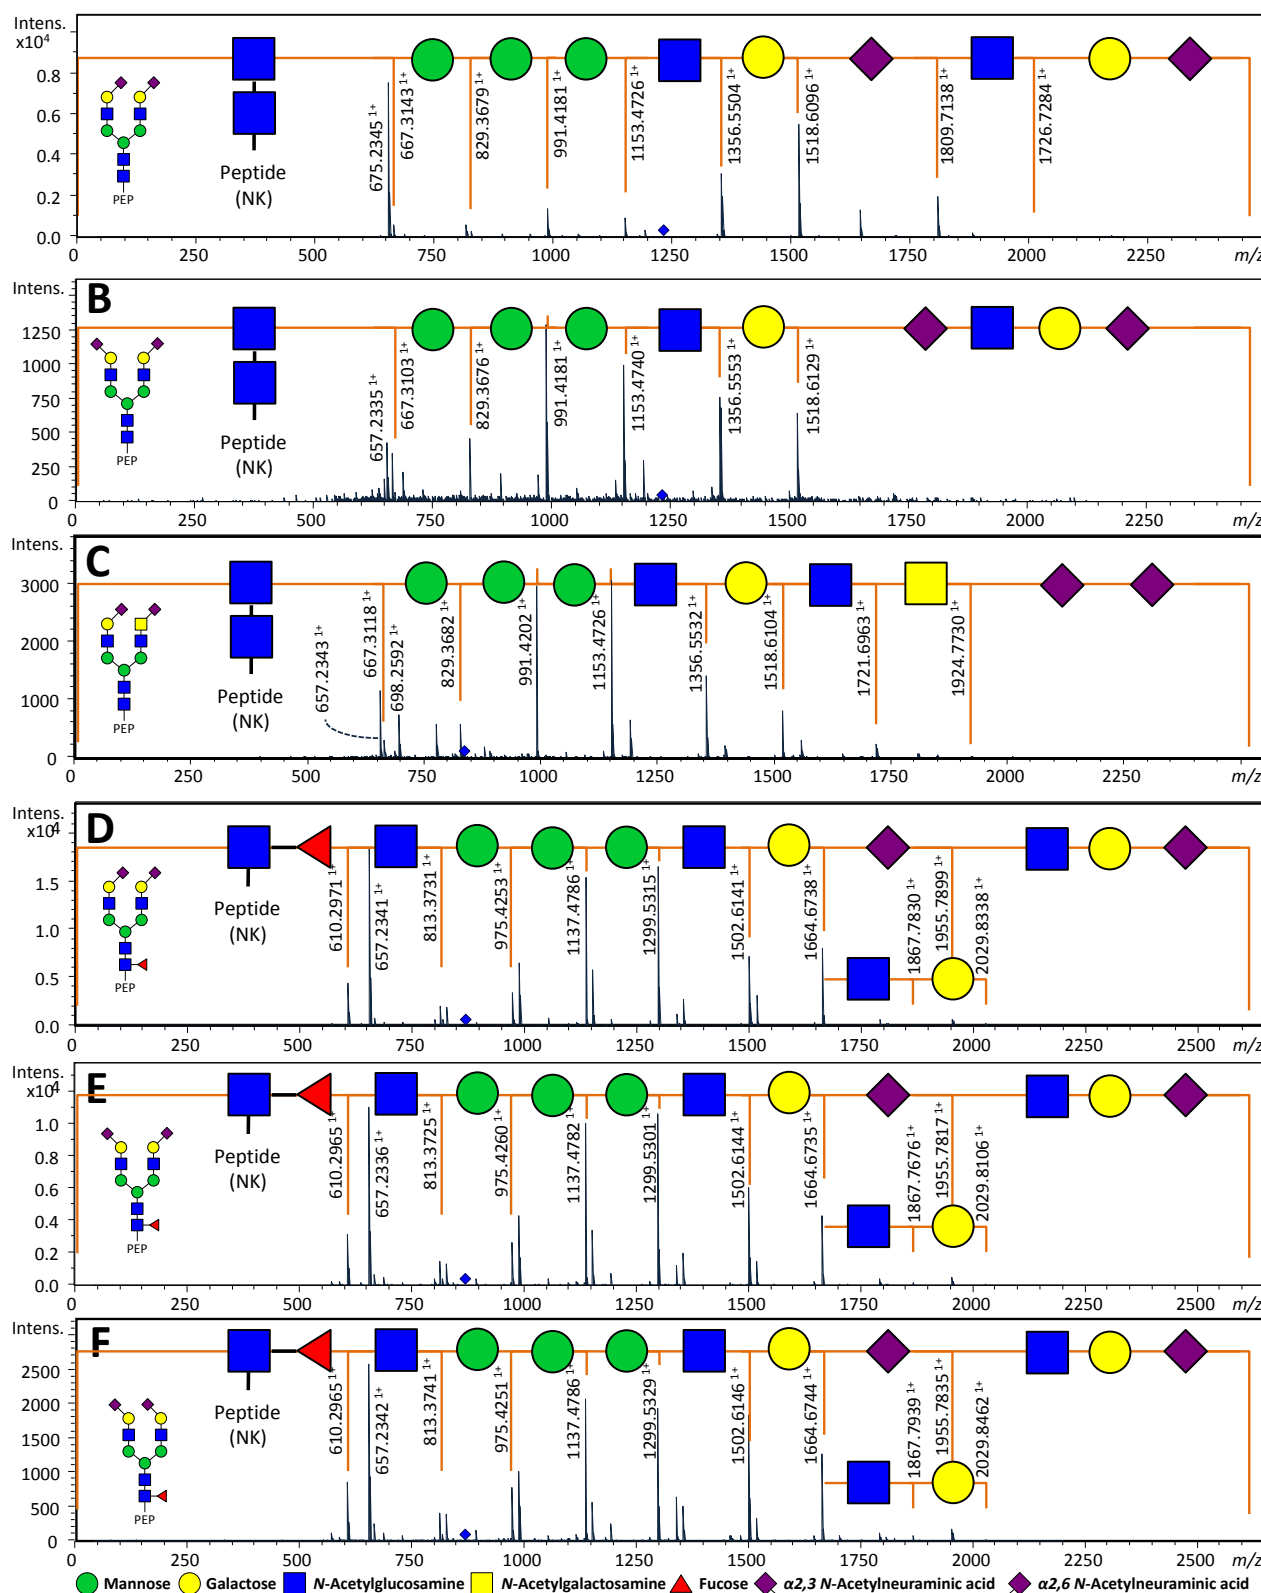 Intens.
x10⁴
0.8
0.6
0.4
0.2
0.0
PEP
Peptide
(NK)
675.2345 1+
667.3143 1+
829.3679 1+
991.4181 1+
1153.4726 1+
1356.5504 1+
1518.6096 1+
1809.7138 1+
1726.7284 1+
0 250 500 750 1000 1250 1500 1750 2000 2250 m/z
Intens.
B
1250
1000
750
500
250
0
PEP
Peptide
(NK)
657.2335 1+
667.3103 1+
829.3676 1+
991.4181 1+
1153.4740 1+
1356.5553 1+
1518.6129 1+
0 250 500 750 1000 1250 1500 1750 2000 2250 m/z
Intens.
C
3000
2000
1000
0
PEP
Peptide
(NK)
657.2343 1+
667.3118 1+
698.2592 1+
829.3682 1+
991.4202 1+
1153.4726 1+
1356.5532 1+
1518.6104 1+
1721.6963 1+
1924.7730 1+
0 250 500 750 1000 1250 1500 1750 2000 2250 m/z
Intens.
x10⁴
D
1.5
1.0
0.5
0.0
PEP
Peptide
(NK)
610.2971 1+
657.2341 1+
813.3731 1+
975.4253 1+
1137.4786 1+
1299.5315 1+
1502.6141 1+
1664.6738 1+
1867.7830 1+
1955.7899 1+
2029.8338 1+
0 250 500 750 1000 1250 1500 1750 2000 2250 2500 m/z
Intens.
x10⁴
E
1.0
0.8
0.6
0.4
0.2
0.0
PEP
Peptide
(NK)
610.2965 1+
657.2336 1+
813.3725 1+
975.4260 1+
1137.4782 1+
1299.5301 1+
1502.6144 1+
1664.6735 1+
1867.7676 1+
1955.7817 1+
2029.8106 1+
0 250 500 750 1000 1250 1500 1750 2000 2250 2500 m/z
Intens.
F
2500
2000
1500
1000
500
0
PEP
Peptide
(NK)
610.2965 1+
657.2342 1+
813.3741 1+
975.4251 1+
1137.4786 1+
1299.5329 1+
1502.6146 1+
1664.6744 1+
1867.7939 1+
1955.7835 1+
2029.8462 1+
0 250 500 750 1000 1250 1500 1750 2000 2250 2500 m/z
Mannose Galactose N-Acetylglucosamine N-Acetylgalactosamine Fucose α2,3 N-Acetylneuraminic acid α2,6 N-Acetylneuraminic acid